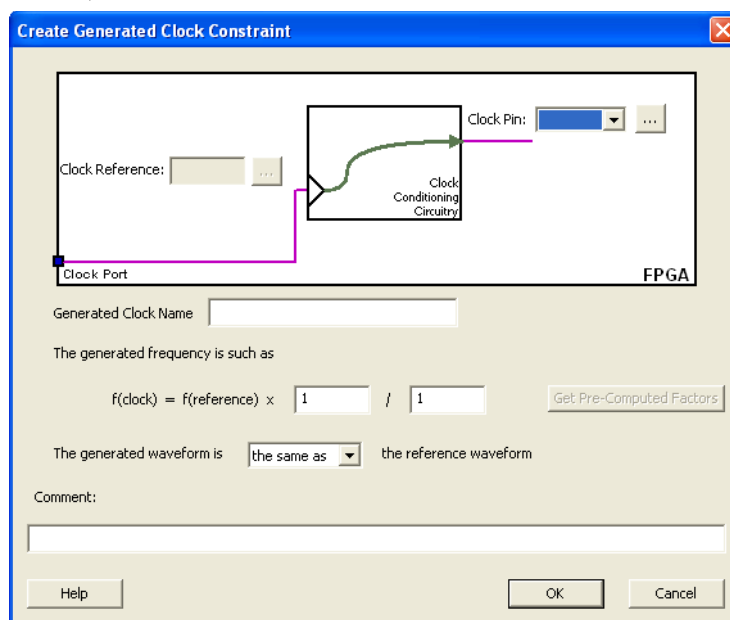 Create Generated Clock Constraint
Clock Pin:
...
Clock Reference:
...
Clock
Conditioning
Circuitry
Clock Port
FPGA
Generated Clock Name
The generated frequency is such as
f(clock) = f(reference) x 1 / 1 Get Pre-Computed Factors
The generated waveform is the same as the reference waveform
Comment:
Help OK Cancel